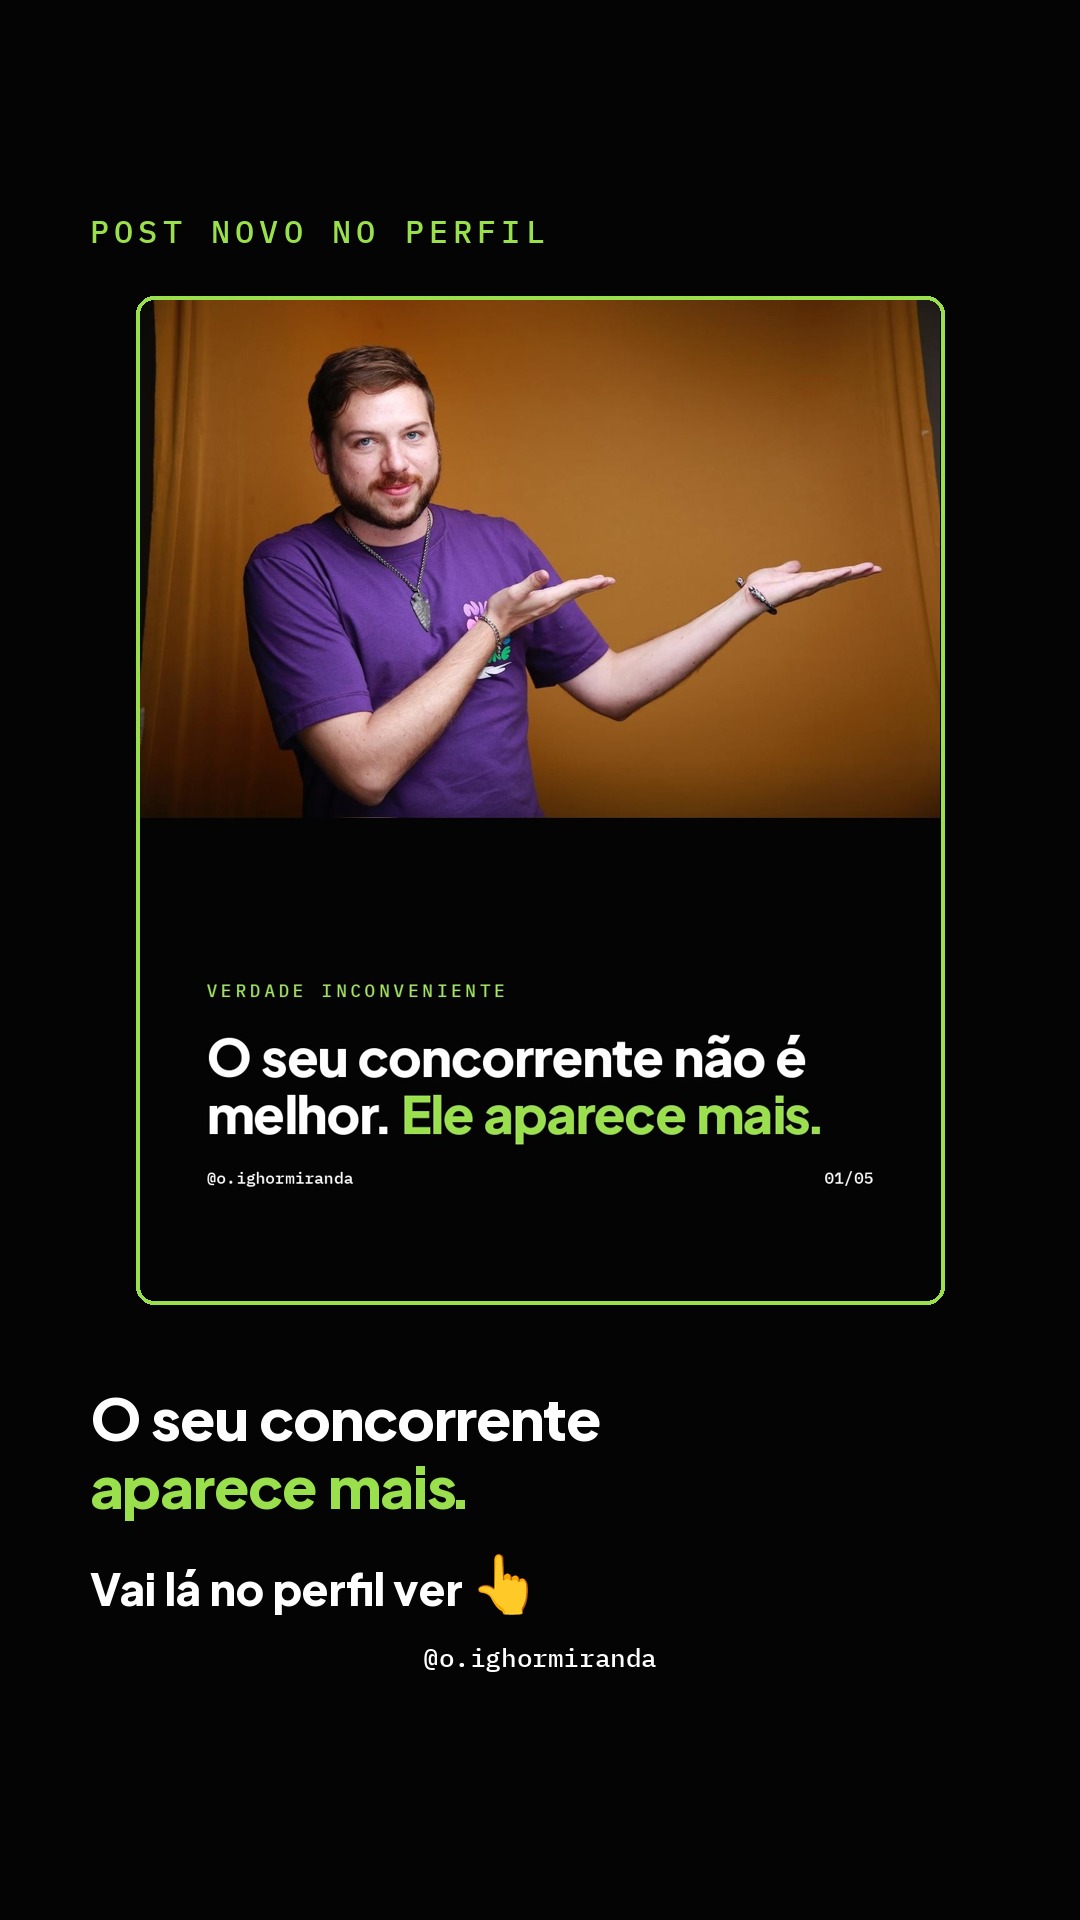 POST NOVO NO PERFIL
VERDADE INCONVENIENTE
O seu concorrente não é
melhor. Ele aparece mais.
@o.ighormiranda 01/05
O seu concorrente
aparece mais.
Vai lá no perfil ver 👆
@o.ighormiranda